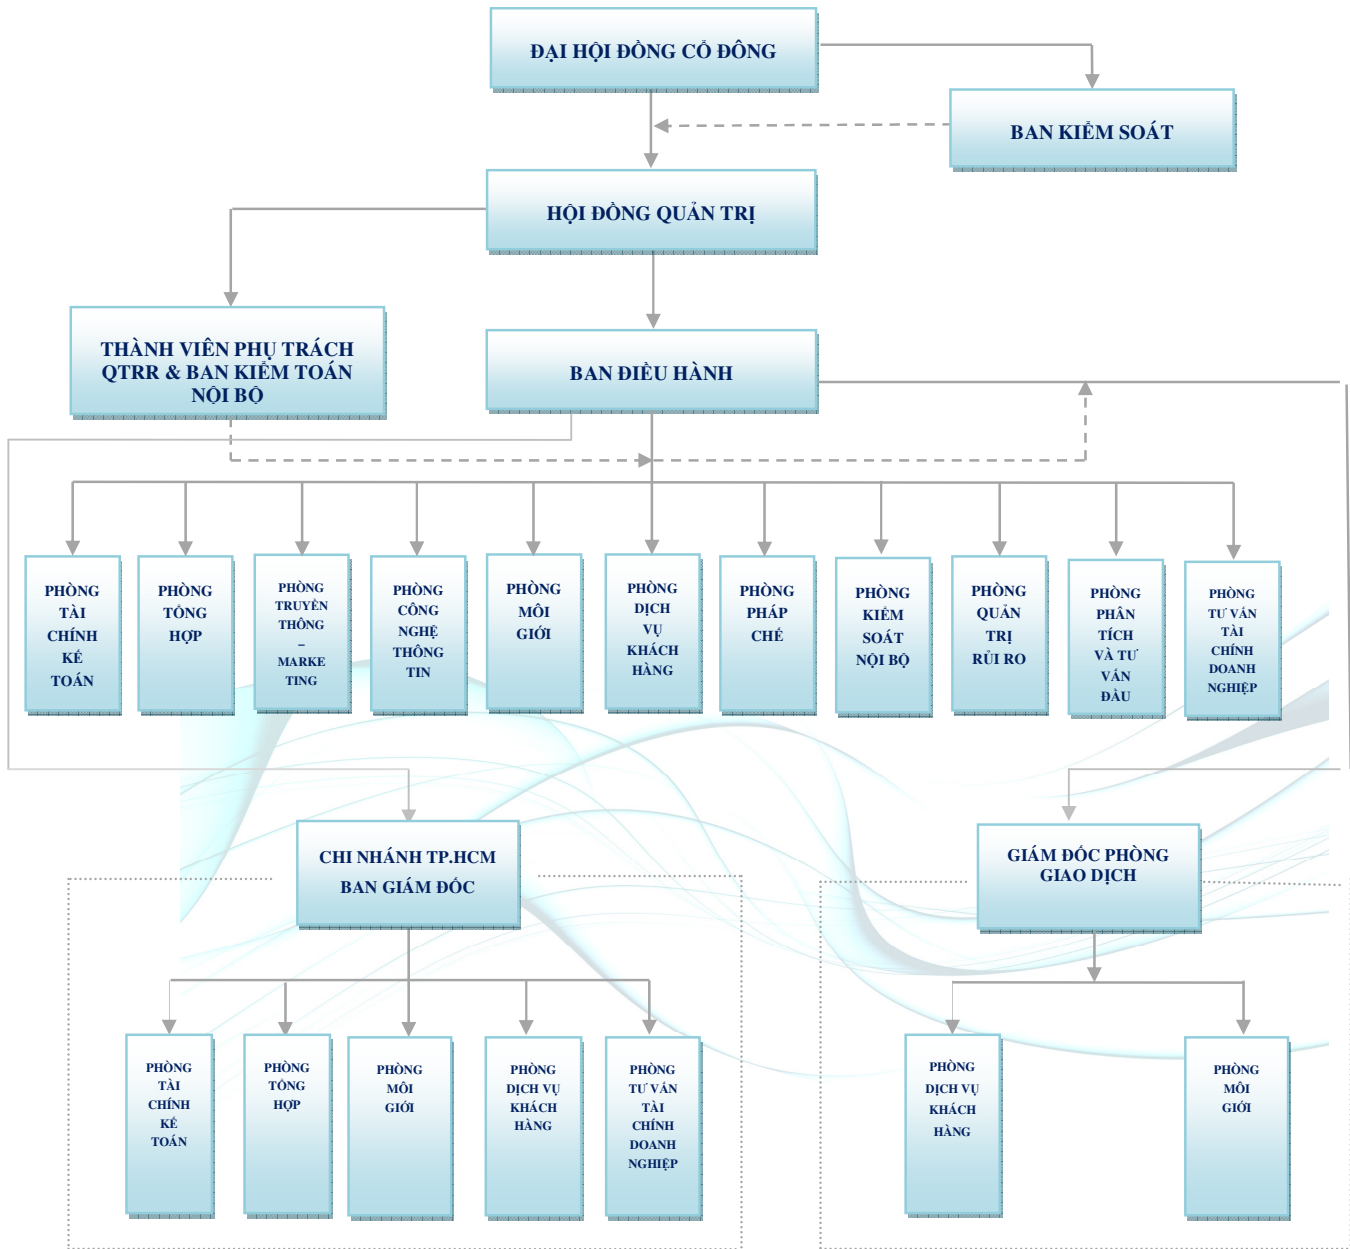 ĐẠI HỘI ĐỒNG CỔ ĐÔNG
BAN KIỂM SOÁT
HỘI ĐỒNG QUẢN TRỊ
THÀNH VIÊN PHỤ TRÁCH
QTRR & BAN KIỂM TOÁN
NỘI BỘ
BAN ĐIỀU HÀNH
PHÒNG
TÀI
CHÍNH
KẾ
TOÁN
PHÒNG
TỔNG
HỢP
PHÒNG
TRUYỀN
THÔNG
–
MARKE
TING
PHÒNG
CÔNG
NGHỆ
THÔNG
TIN
PHÒNG
MÔI
GIỚI
PHÒNG
DỊCH
VỤ
KHÁCH
HÀNG
PHÒNG
PHÁP
CHẾ
PHÒNG
KIỂM
SOÁT
NỘI BỘ
PHÒNG
QUẢN
TRỊ
RỦI RO
PHÒNG
PHÂN
TÍCH
VÀ TƯ
VẤN
ĐẦU
PHÒNG
TƯ VẤN
TÀI
CHÍNH
DOANH
NGHIỆP
CHI NHÁNH TP.HCM
BAN GIÁM ĐỐC
GIÁM ĐỐC PHÒNG
GIAO DỊCH
PHÒNG
TÀI
CHÍNH
KẾ
TOÁN
PHÒNG
TỔNG
HỢP
PHÒNG
MÔI
GIỚI
PHÒNG
DỊCH VỤ
KHÁCH
HÀNG
PHÒNG
TƯ VẤN
TÀI
CHÍNH
DOANH
NGHIỆP
PHÒNG
DỊCH VỤ
KHÁCH
HÀNG
PHÒNG
MÔI
GIỚI